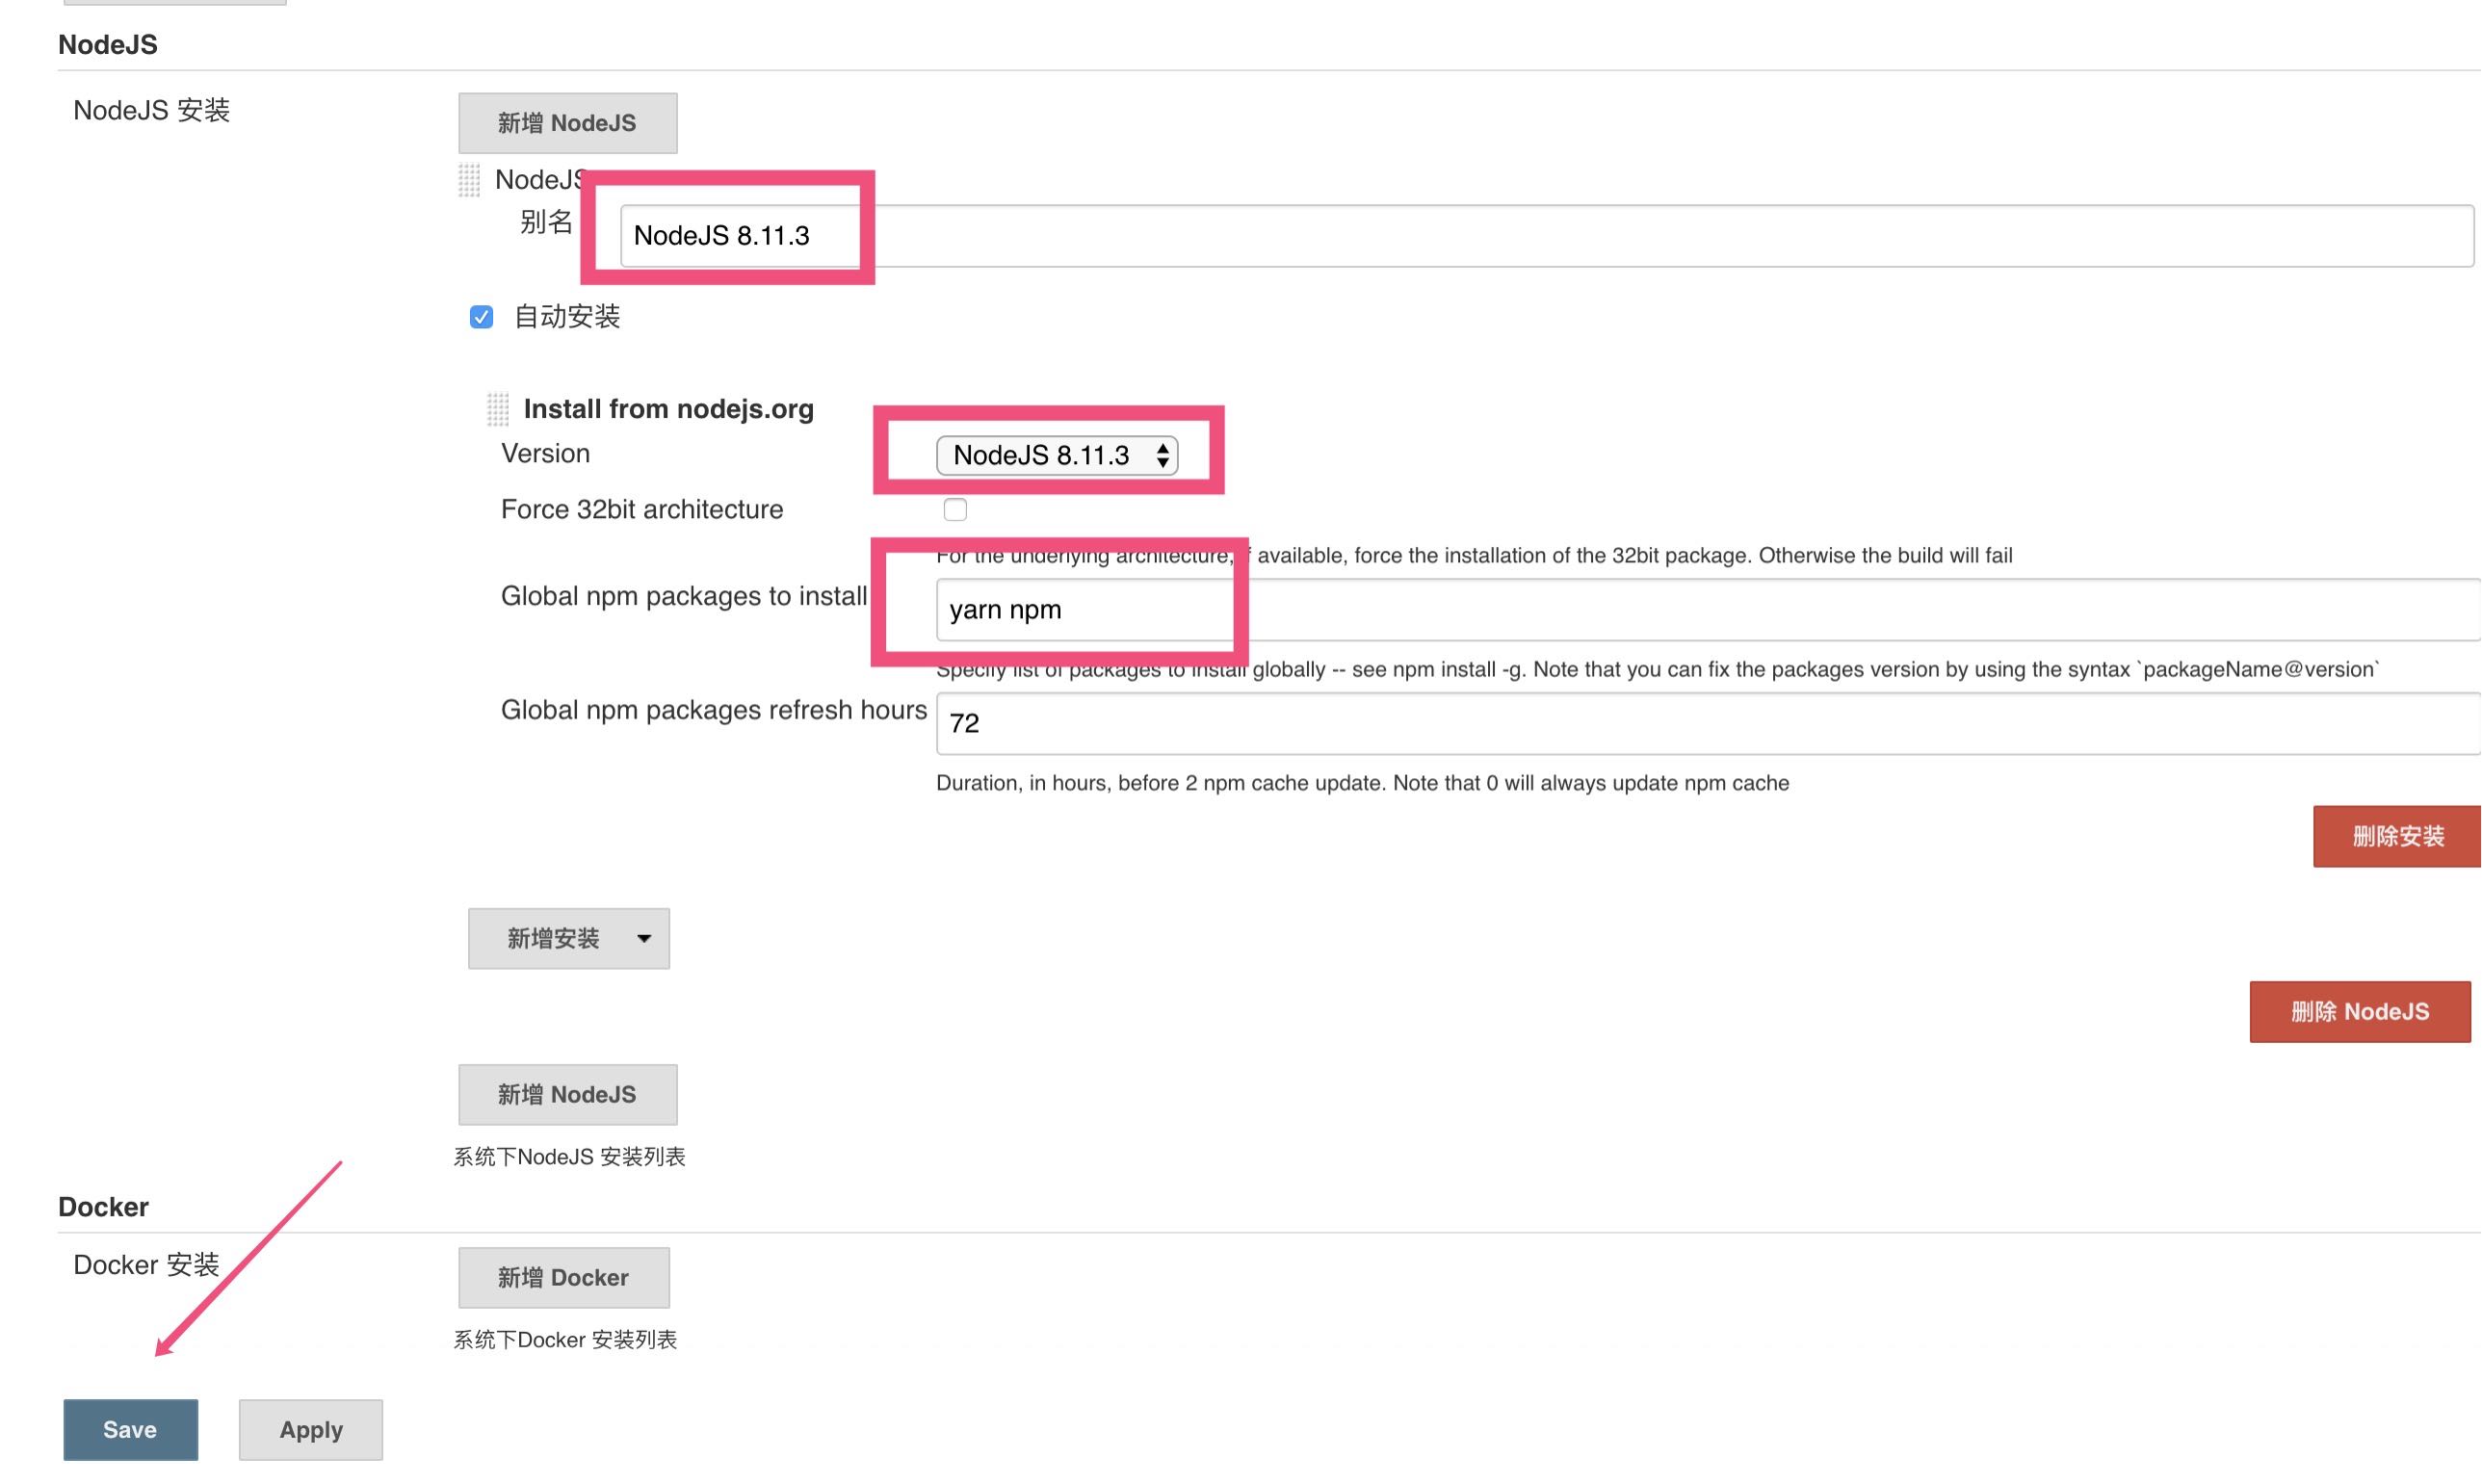 NodeJS
NodeJS 安装
新增 NodeJS
NodeJS
别名
NodeJS 8.11.3
自动安装
Install from nodejs.org
Version
NodeJS 8.11.3
Force 32bit architecture
For the underlying architecture, if available, force the installation of the 32bit package. Otherwise the build will fail
Global npm packages to install
yarn npm
Specify list of packages to install globally -- see npm install -g. Note that you can fix the packages version by using the syntax `packageName@version`
Global npm packages refresh hours
72
Duration, in hours, before 2 npm cache update. Note that 0 will always update npm cache
删除安装
新增安装
删除 NodeJS
新增 NodeJS
系统下NodeJS 安装列表
Docker
Docker 安装
新增 Docker
系统下Docker 安装列表
Save
Apply